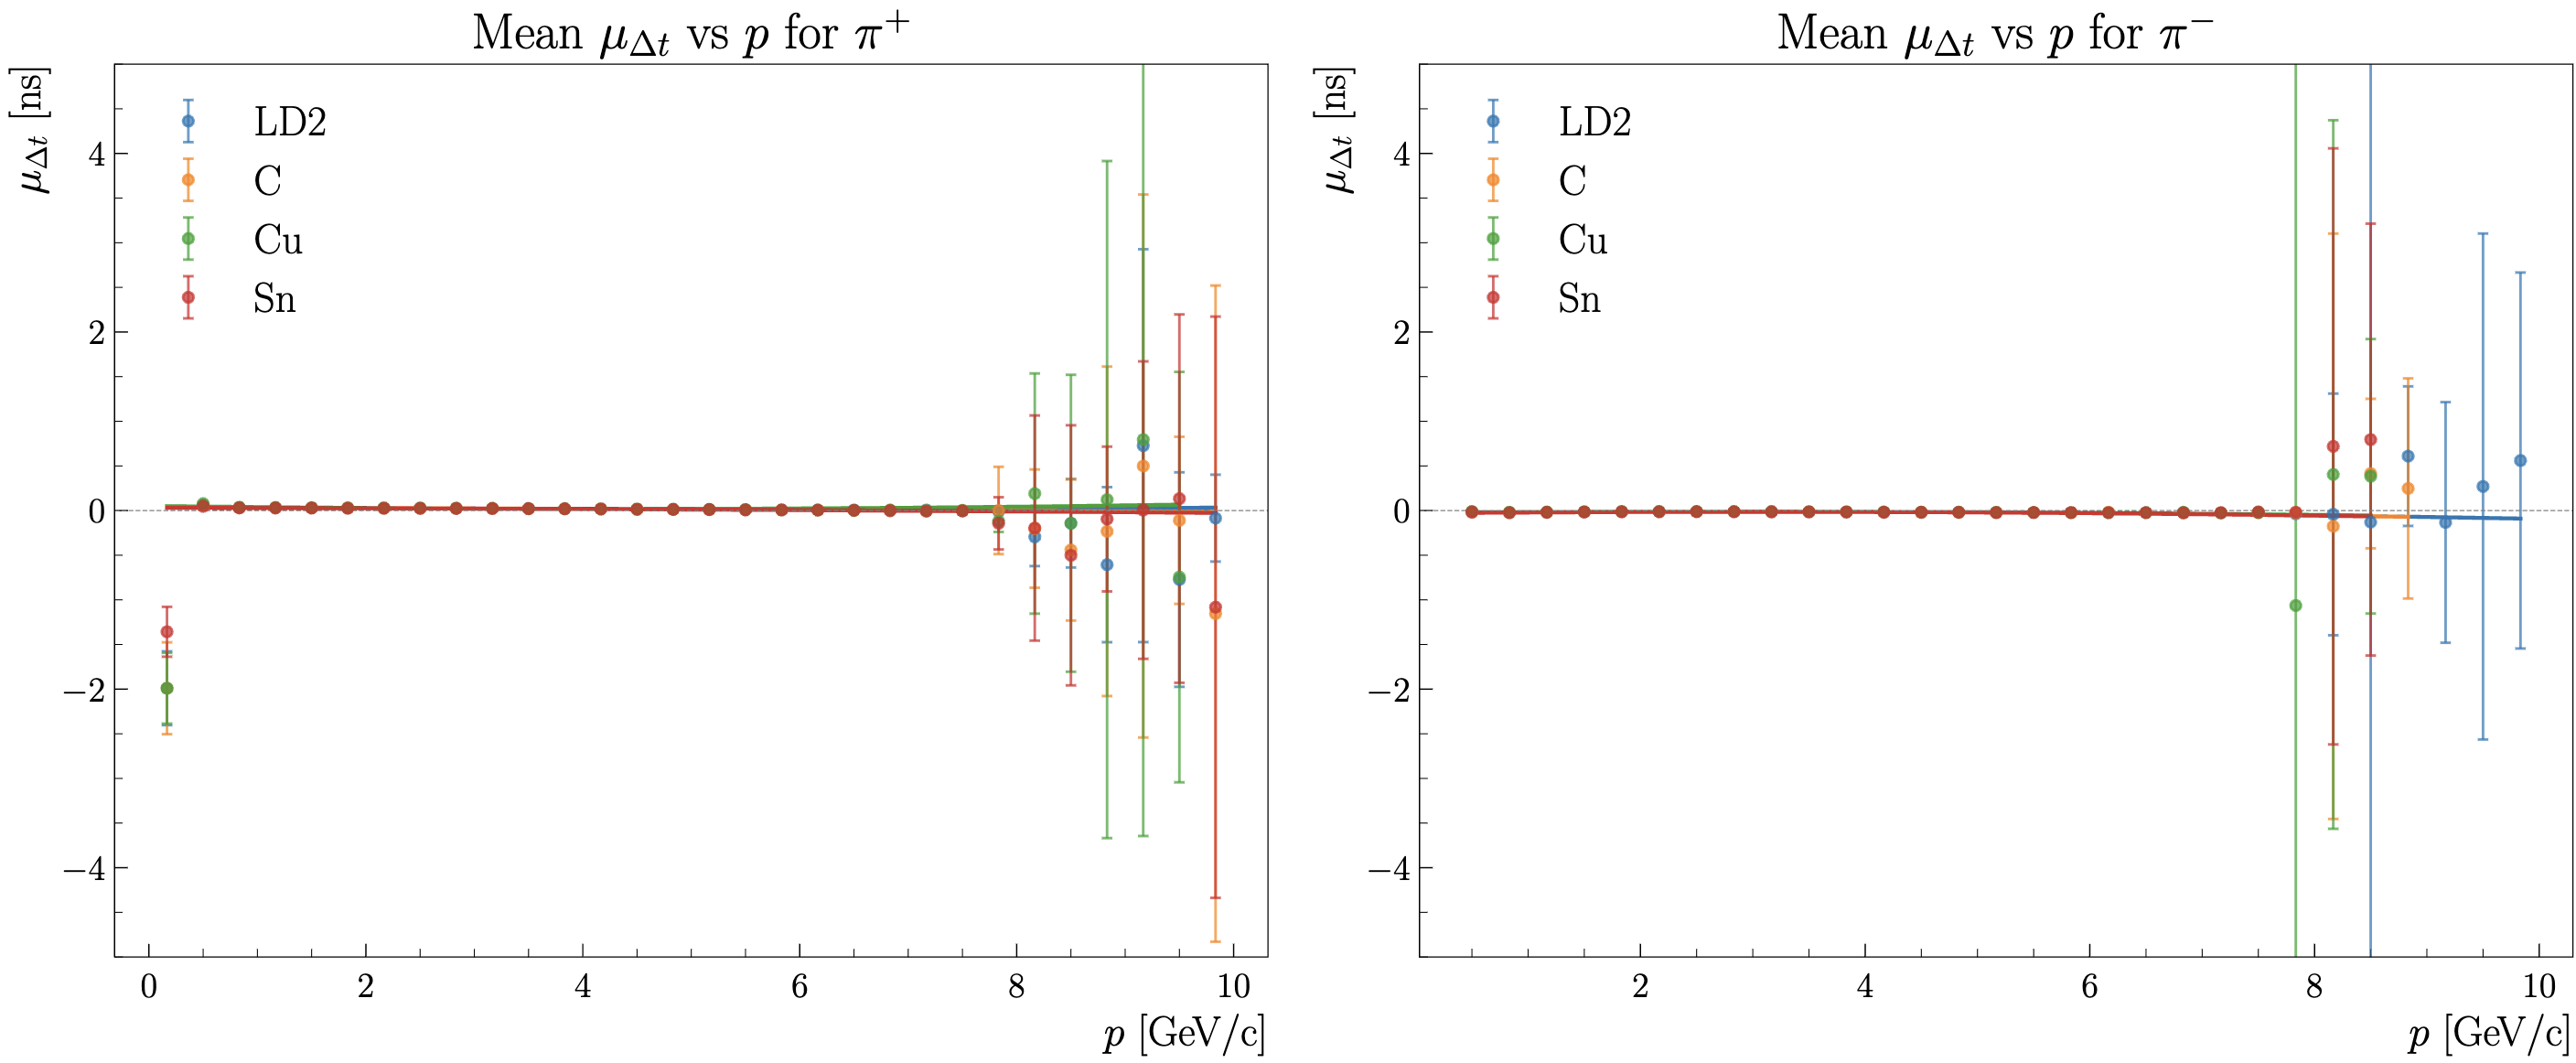 Mean μ_Δt vs p for π⁺
μ_Δt [ns]
LD2
C
Cu
Sn
4
2
0
−2
−4
0 2 4 6 8 10
p [GeV/c]
Mean μ_Δt vs p for π⁻
μ_Δt [ns]
LD2
C
Cu
Sn
4
2
0
−2
−4
2 4 6 8 10
p [GeV/c]